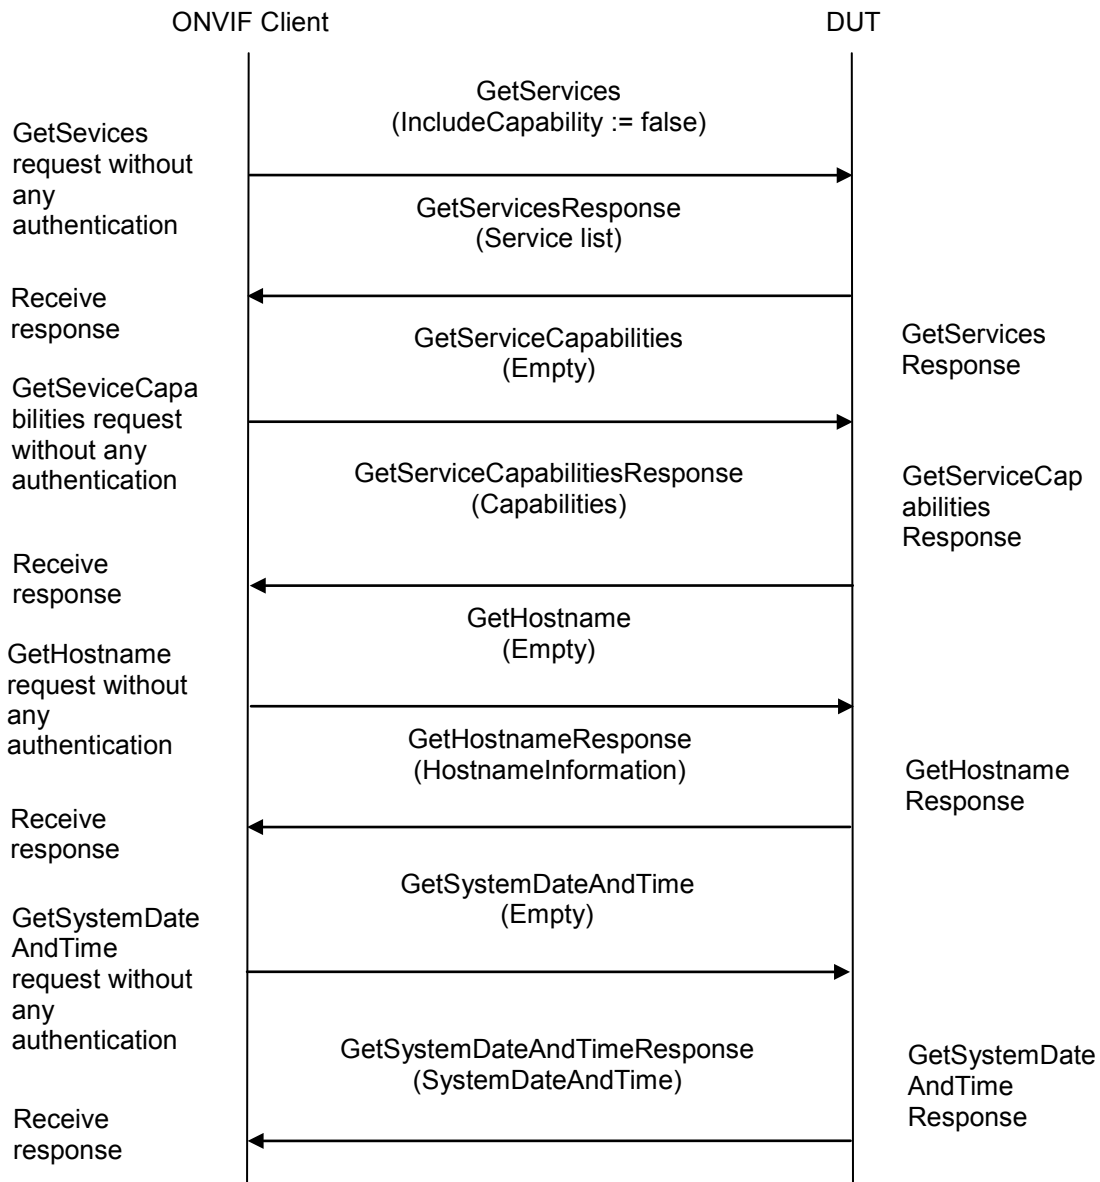 ONVIF Client
DUT
GetServices
(IncludeCapability := false)
GetSevices
request without
any
authentication
GetServicesResponse
(Service list)
Receive
response
GetServices
Response
GetServiceCapabilities
(Empty)
GetSeviceCapa
bilities request
without any
authentication
GetServiceCapabilitiesResponse
(Capabilities)
GetServiceCap
abilities
Response
Receive
response
GetHostname
(Empty)
GetHostname
request without
any
authentication
GetHostnameResponse
(HostnameInformation)
GetHostname
Response
Receive
response
GetSystemDateAndTime
(Empty)
GetSystemDate
AndTime
request without
any
authentication
GetSystemDateAndTimeResponse
(SystemDateAndTime)
GetSystemDate
AndTime
Response
Receive
response